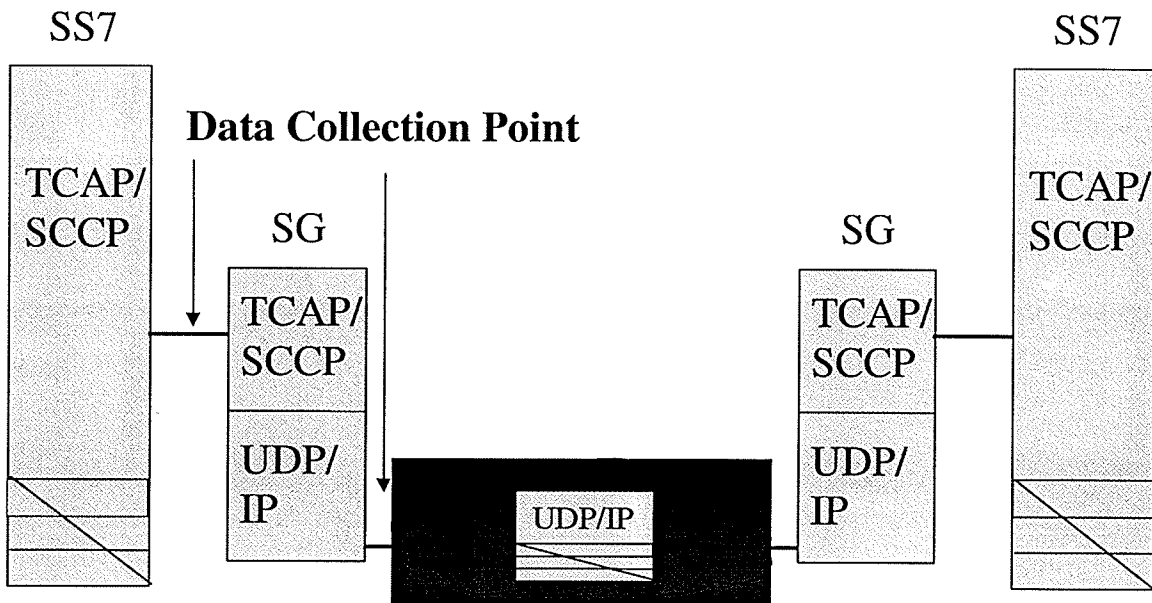 SS7
SS7
Data Collection Point
TCAP/
SCCP
TCAP/
SCCP
SG
SG
TCAP/
SCCP
TCAP/
SCCP
UDP/
IP
UDP/
IP
UDP/IP